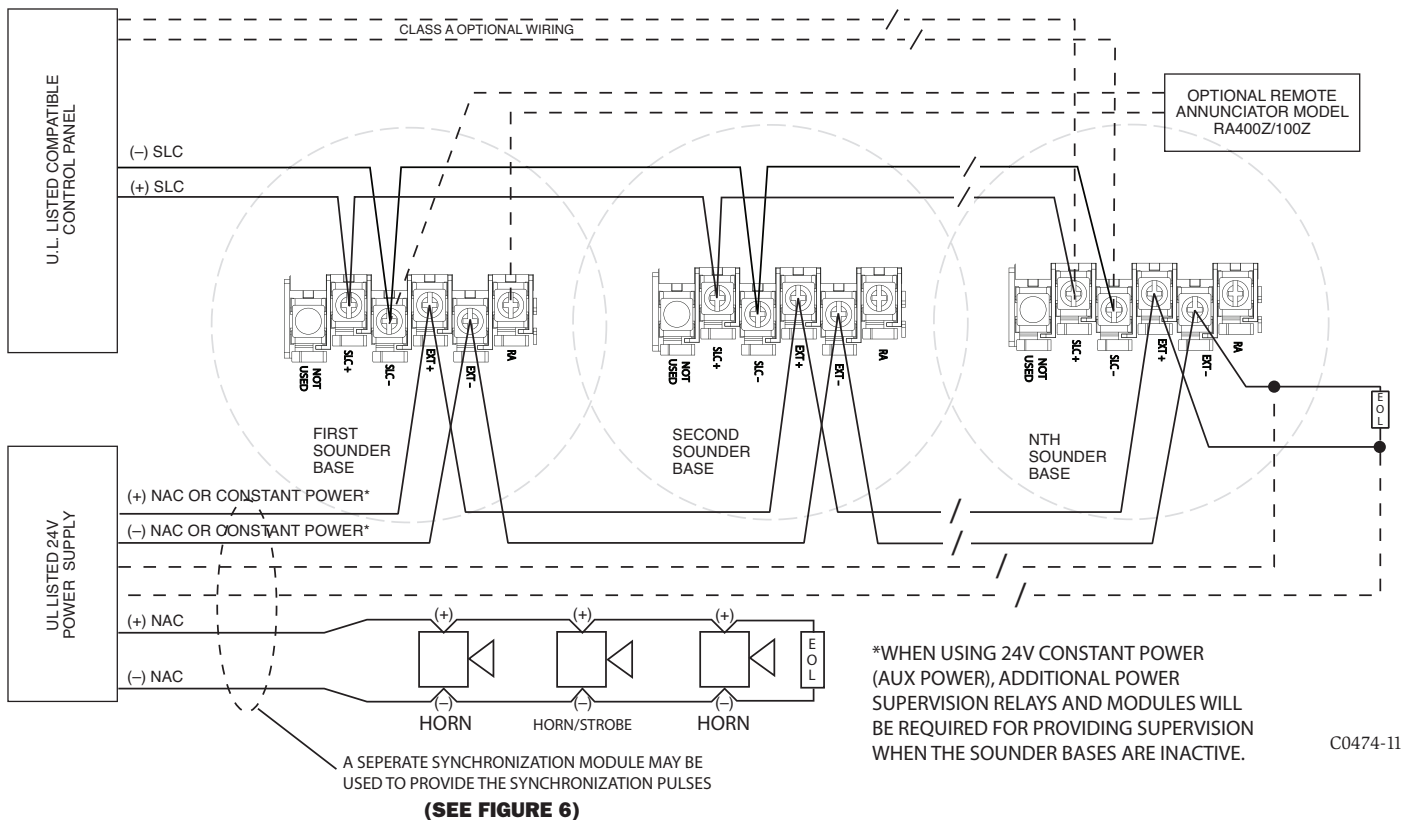 CLASS A OPTIONAL WIRING
U.L. LISTED COMPATIBLE
CONTROL PANEL
OPTIONAL REMOTE
ANNUNCIATOR MODEL
RA400Z/100Z
(–) SLC
(+) SLC
NOT
USED
SLC +
SLC -
EXT +
EXT -
RA
NOT
USED
SLC +
SLC -
EXT +
EXT -
RA
NOT
USED
SLC +
SLC -
EXT +
EXT -
RA
EOL
FIRST
SOUNDER
BASE
SECOND
SOUNDER
BASE
NTH
SOUNDER
BASE
UL LISTED 24V
POWER SUPPLY
(+) NAC OR CONSTANT POWER*
(–) NAC OR CONSTANT POWER*
(+) NAC
(–) NAC
(+)
(+)
(+)
EOL
(–)
(–)
(–)
HORN
HORN/STROBE
HORN
A SEPERATE SYNCHRONIZATION MODULE MAY BE
USED TO PROVIDE THE SYNCHRONIZATION PULSES
(SEE FIGURE 6)
*WHEN USING 24V CONSTANT POWER
(AUX POWER), ADDITIONAL POWER
SUPERVISION RELAYS AND MODULES WILL
BE REQUIRED FOR PROVIDING SUPERVISION
WHEN THE SOUNDER BASES ARE INACTIVE.
C0474-11